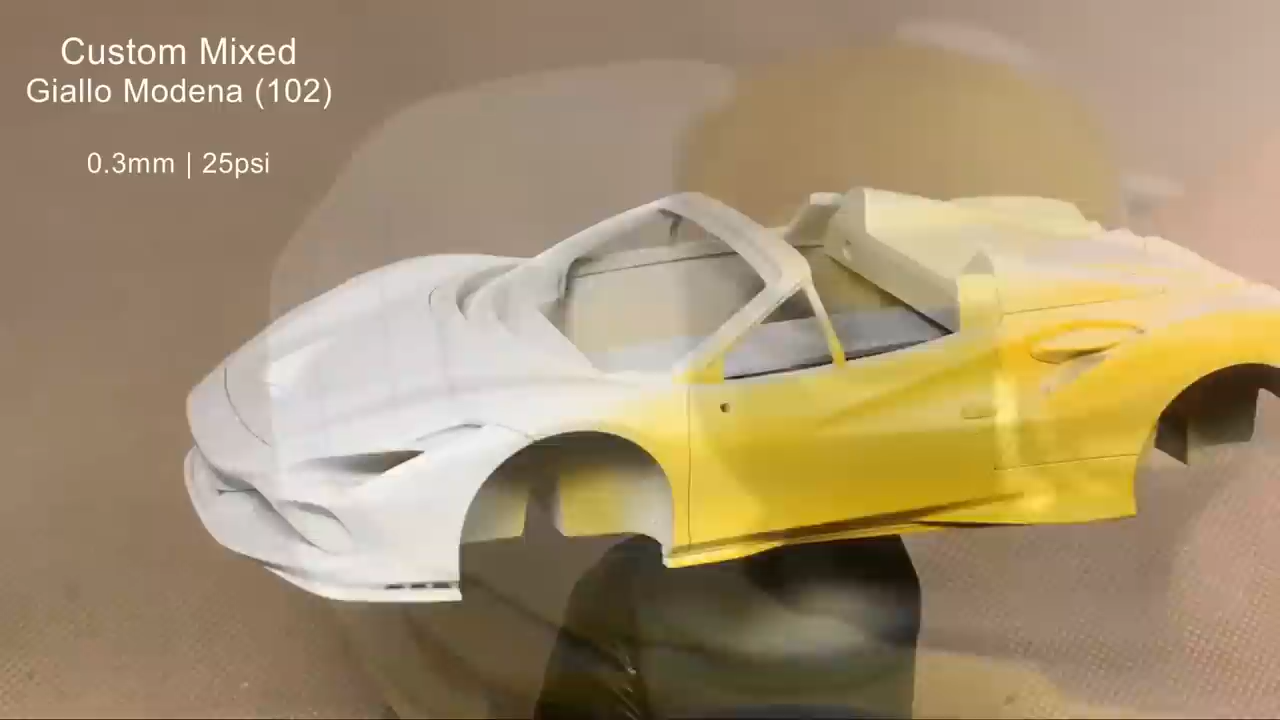 Custom Mixed
Giallo Modena (102)
0.3mm | 25psi